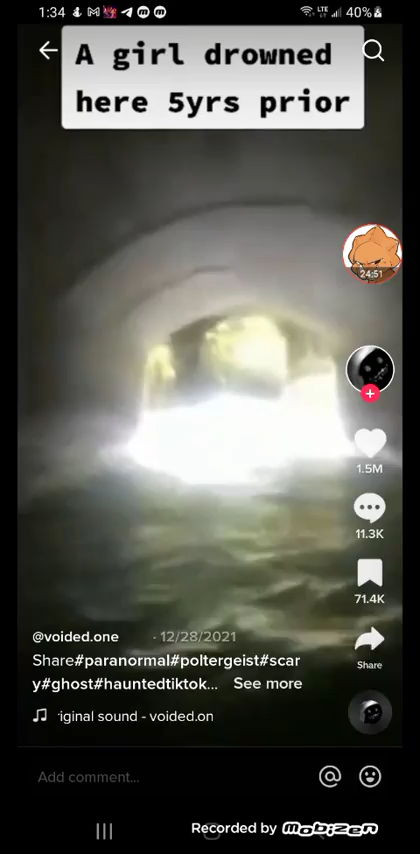 1:34
LTE
40%
A girl drowned
here 5yrs prior
24:51
1.5M
11.3K
71.4K
@voided.one · 12/28/2021
Share#paranormal#poltergeist#scar
y#ghost#hauntedtiktok... See more
Share
iginal sound - voided.on
Add comment...
Recorded by Mobizen